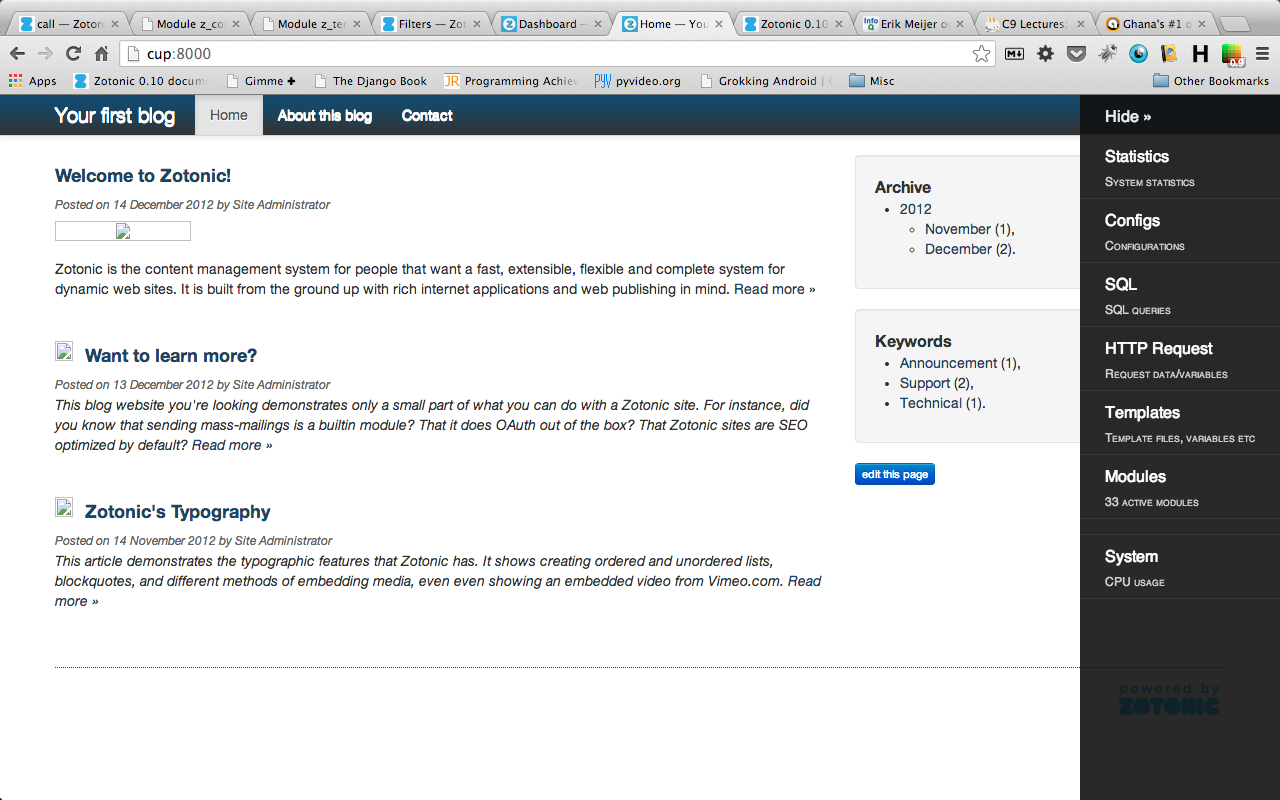 call — Zoton
Module z_co
Module z_ter
Filters — Zot
Dashboard —
Home — You
Zotonic 0.10
Erik Meijer on
C9 Lectures:
Ghana's #1 o
cup:8000
Apps
Zotonic 0.10 docum
Gimme ✚
The Django Book
JR Programming Achiev
pyvideo.org
Grokking Android |
Misc
Other Bookmarks
Your first blog
Home
About this blog
Contact
Welcome to Zotonic!
Posted on 14 December 2012 by Site Administrator
Zotonic is the content management system for people that want a fast, extensible, flexible and complete system for
dynamic web sites. It is built from the ground up with rich internet applications and web publishing in mind. Read more »
Want to learn more?
Posted on 13 December 2012 by Site Administrator
This blog website you're looking demonstrates only a small part of what you can do with a Zotonic site. For instance, did
you know that sending mass-mailings is a builtin module? That it does OAuth out of the box? That Zotonic sites are SEO
optimized by default? Read more »
Zotonic's Typography
Posted on 14 November 2012 by Site Administrator
This article demonstrates the typographic features that Zotonic has. It shows creating ordered and unordered lists,
blockquotes, and different methods of embedding media, even even showing an embedded video from Vimeo.com. Read
more »
Archive
2012
November (1),
December (2).
Keywords
Announcement (1),
Support (2),
Technical (1).
edit this page
Hide »
Statistics
System statistics
Configs
Configurations
SQL
SQL queries
HTTP Request
Request data/variables
Templates
Template files, variables etc
Modules
33 active modules
System
CPU usage
powered by
ZOTONIC